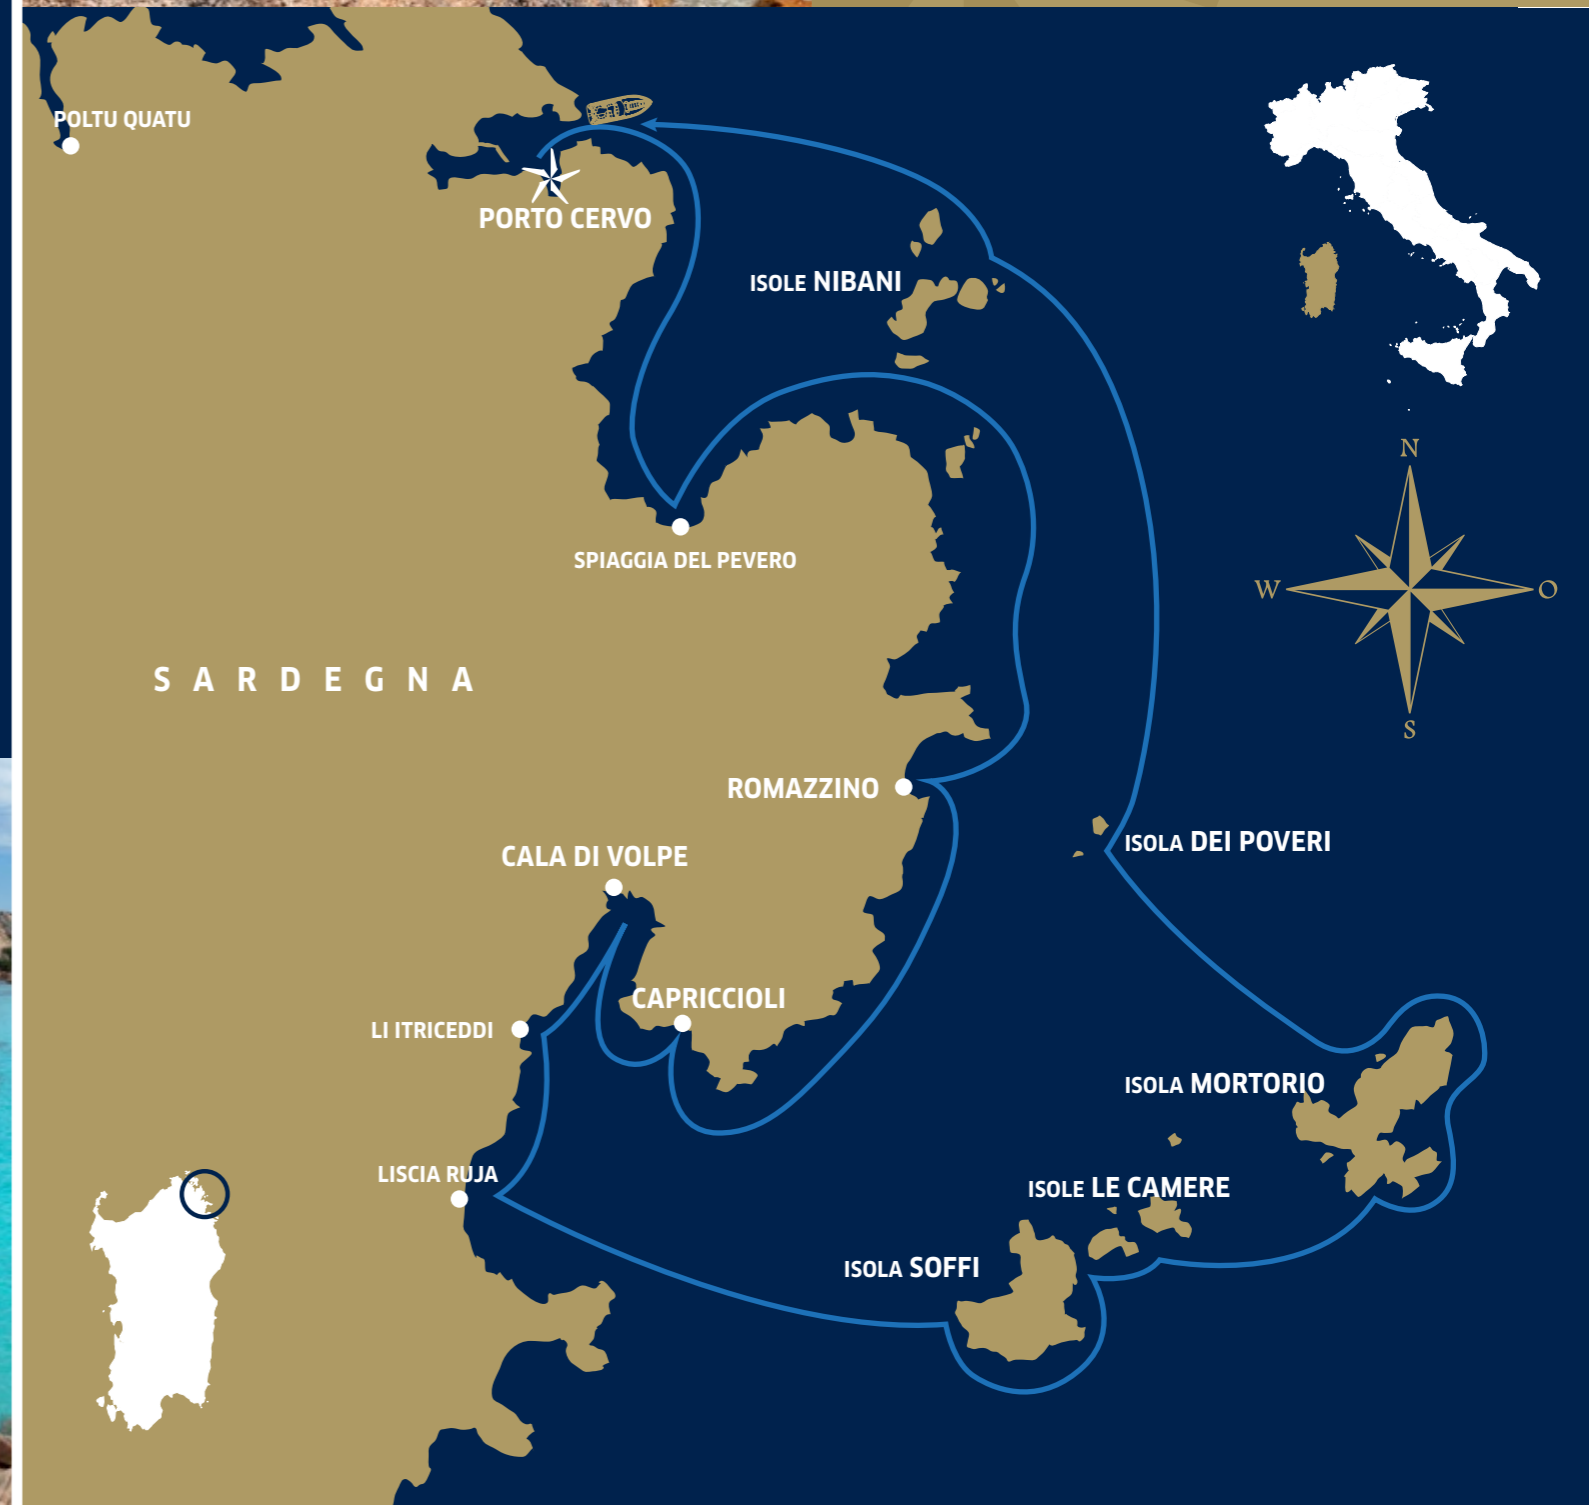 POLTU QUATU
PORTO CERVO
ISOLE NIBANI
N
W
O
S
SPIAGGIA DEL PEVERO
SARDEGNA
ROMAZZINO
ISOLA DEI POVERI
CALA DI VOLPE
CAPRICCIOLI
LI ITRICEDDI
ISOLA MORTORIO
LISCIA RUJA
ISOLE LE CAMERE
ISOLA SOFFI